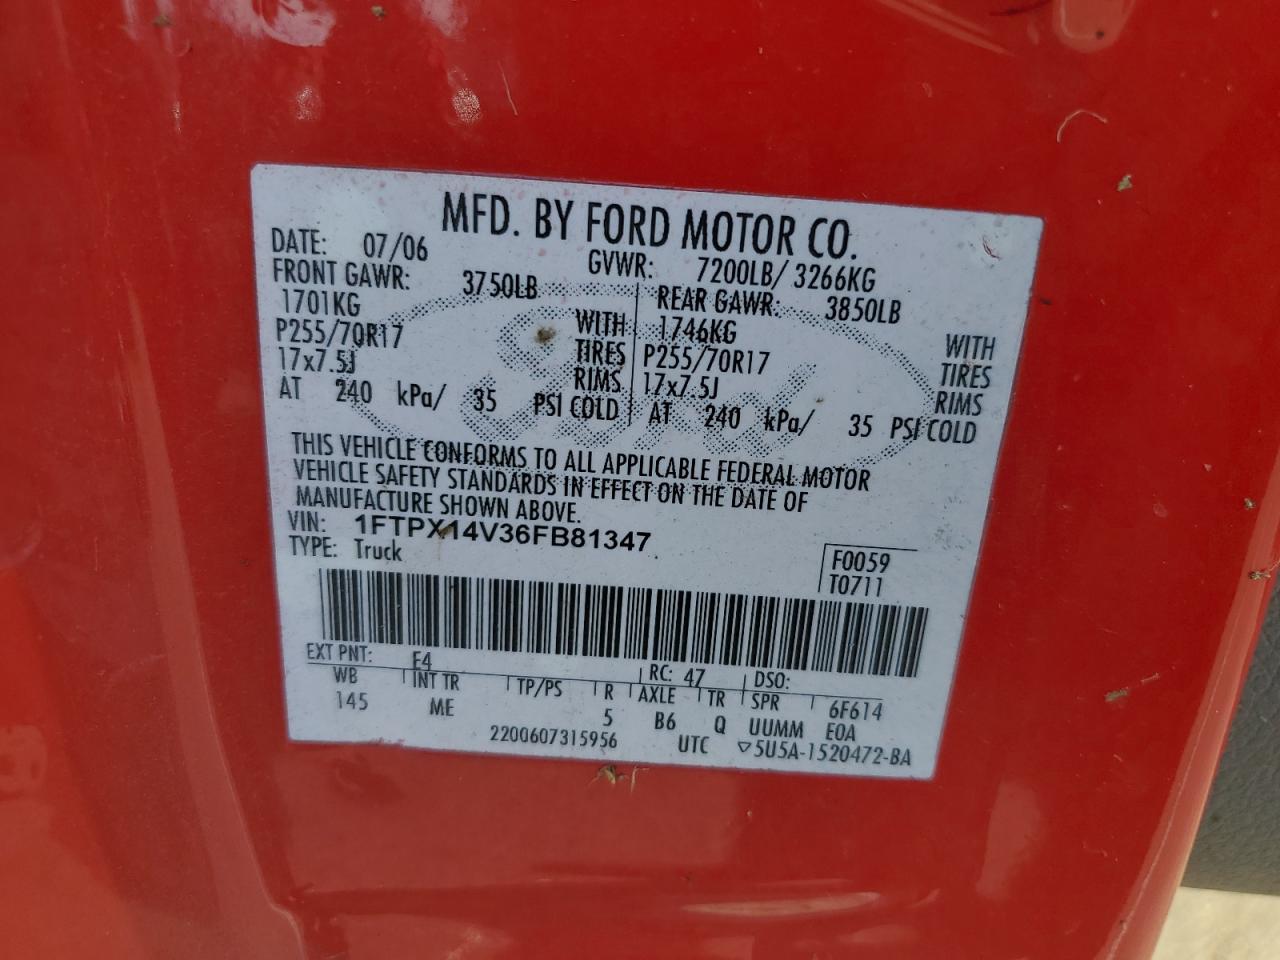 MFD. BY FORD MOTOR CO.
DATE: 07/06 GVWR: 7200LB/ 3266KG
FRONT GAWR: 3750LB REAR GAWR: 3850LB
1701KG WITH 1746KG WITH
P255/70R17 TIRES P255/70R17 TIRES
17x7.5J RIMS 17x7.5J RIMS
AT 240 kPa/ 35 PSI COLD AT 240 kPa/ 35 PSI COLD
THIS VEHICLE CONFORMS TO ALL APPLICABLE FEDERAL MOTOR
VEHICLE SAFETY STANDARDS IN EFFECT ON THE DATE OF
MANUFACTURE SHOWN ABOVE.
VIN: 1FTPX14V36FB81347
TYPE: Truck
F0059
T0711
EXT PNT: F4 RC: 47 DSO:
WB INT TR TP/PS R AXLE TR SPR 6F614
145 ME 5 B6 Q UUMM EOA
2200607315956 UTC ▽5U5A-1520472-BA